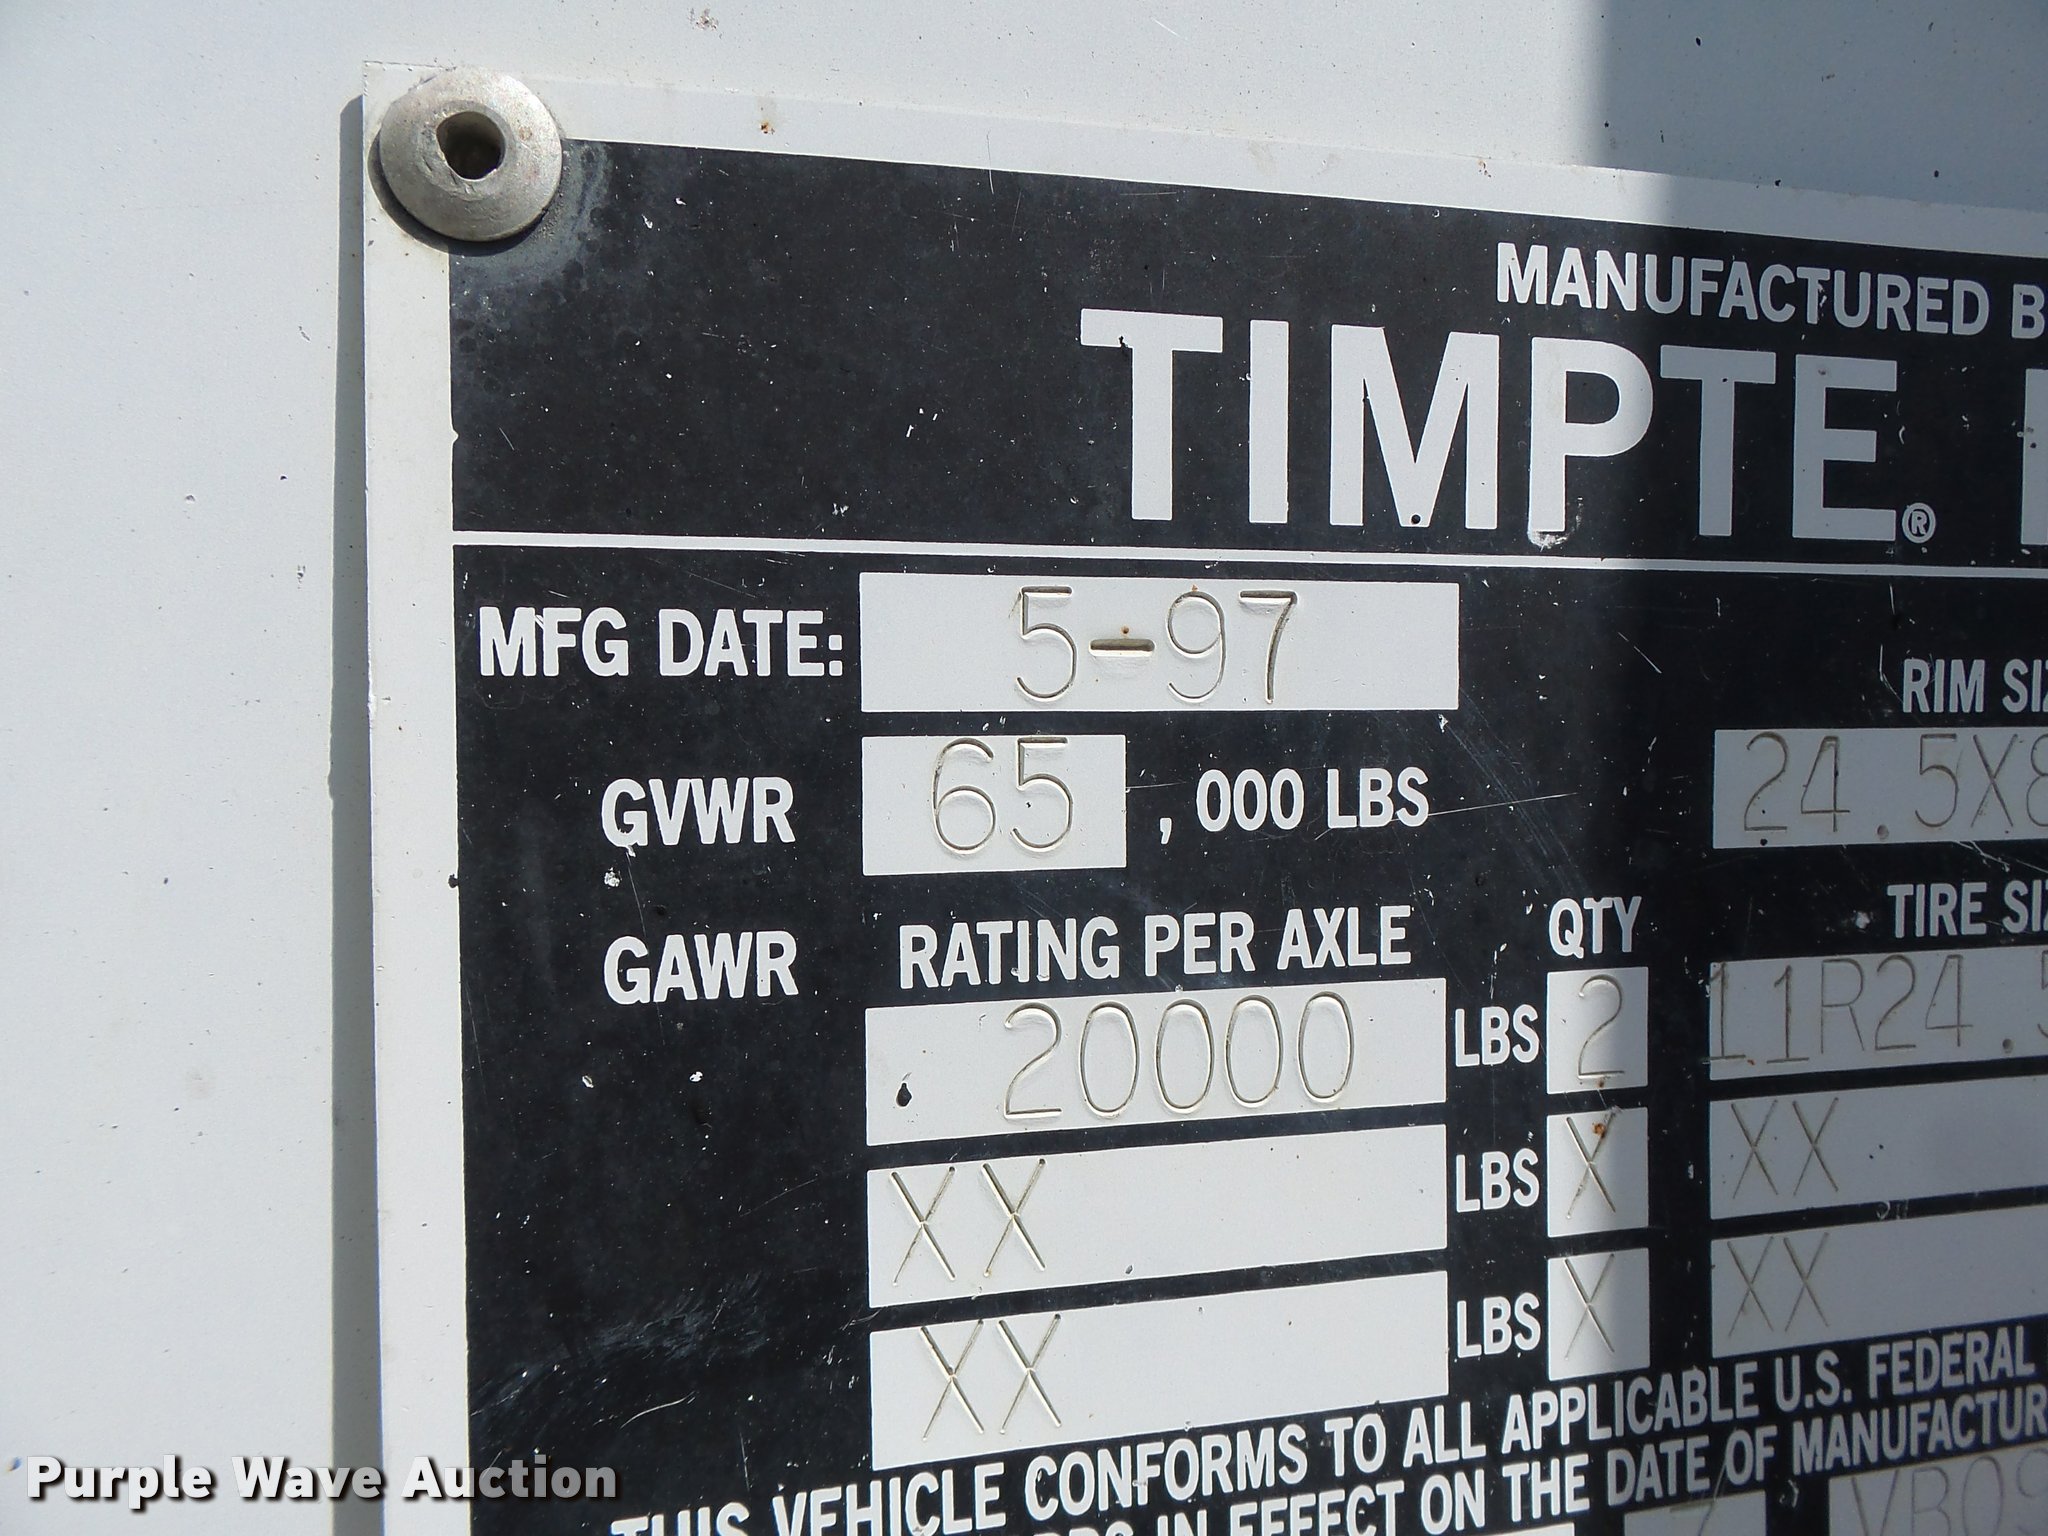 MANUFACTURED B
TIMPTE®
MFG DATE: 5-97
RIM SIZ
GVWR 65 ,000 LBS
24.5X8
GAWR RATING PER AXLE QTY TIRE SIZ
20000 LBS 2 11R24.5
XX LBS X XX
XX LBS X XX
THIS VEHICLE CONFORMS TO ALL APPLICABLE U.S. FEDERAL
IN EFFECT ON THE DATE OF MANUFACTUR
Purple Wave Auction